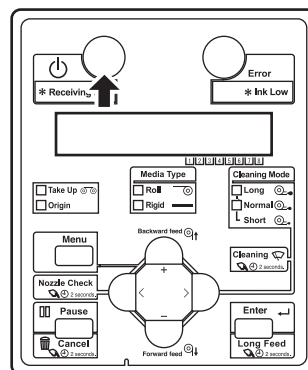 Error
* Receiving
* Ink Low
1 2 3 4 5 6 7 8
Media Type
Roll
Rigid
Cleaning Mode
Long
Normal
Short
Take Up
Origin
Menu
Backward feed
Cleaning
2 seconds.
Nozzle Check
2 seconds.
+
< >
−
Pause
Cancel
2 seconds.
Enter
Long Feed
2 seconds.
Forward feed